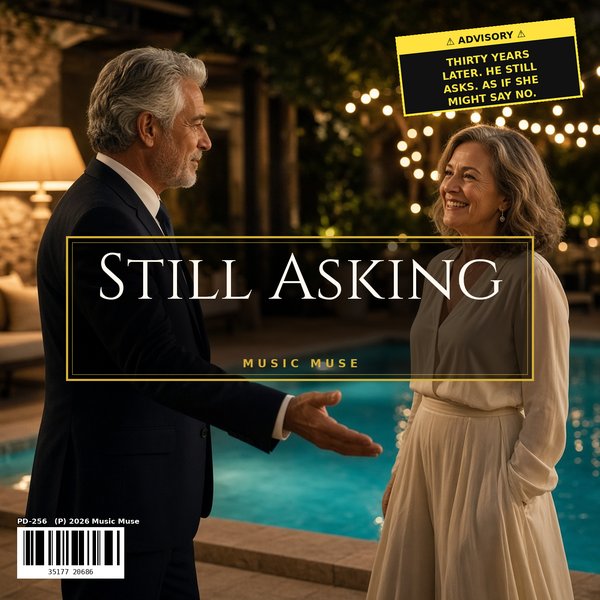 ⚠ ADVISORY ⚠
THIRTY YEARS
LATER. HE STILL
ASKS. AS IF SHE
MIGHT SAY NO.
STILL ASKING
MUSIC MUSE
PD-256 (P) 2026 Music Muse
35177 20686